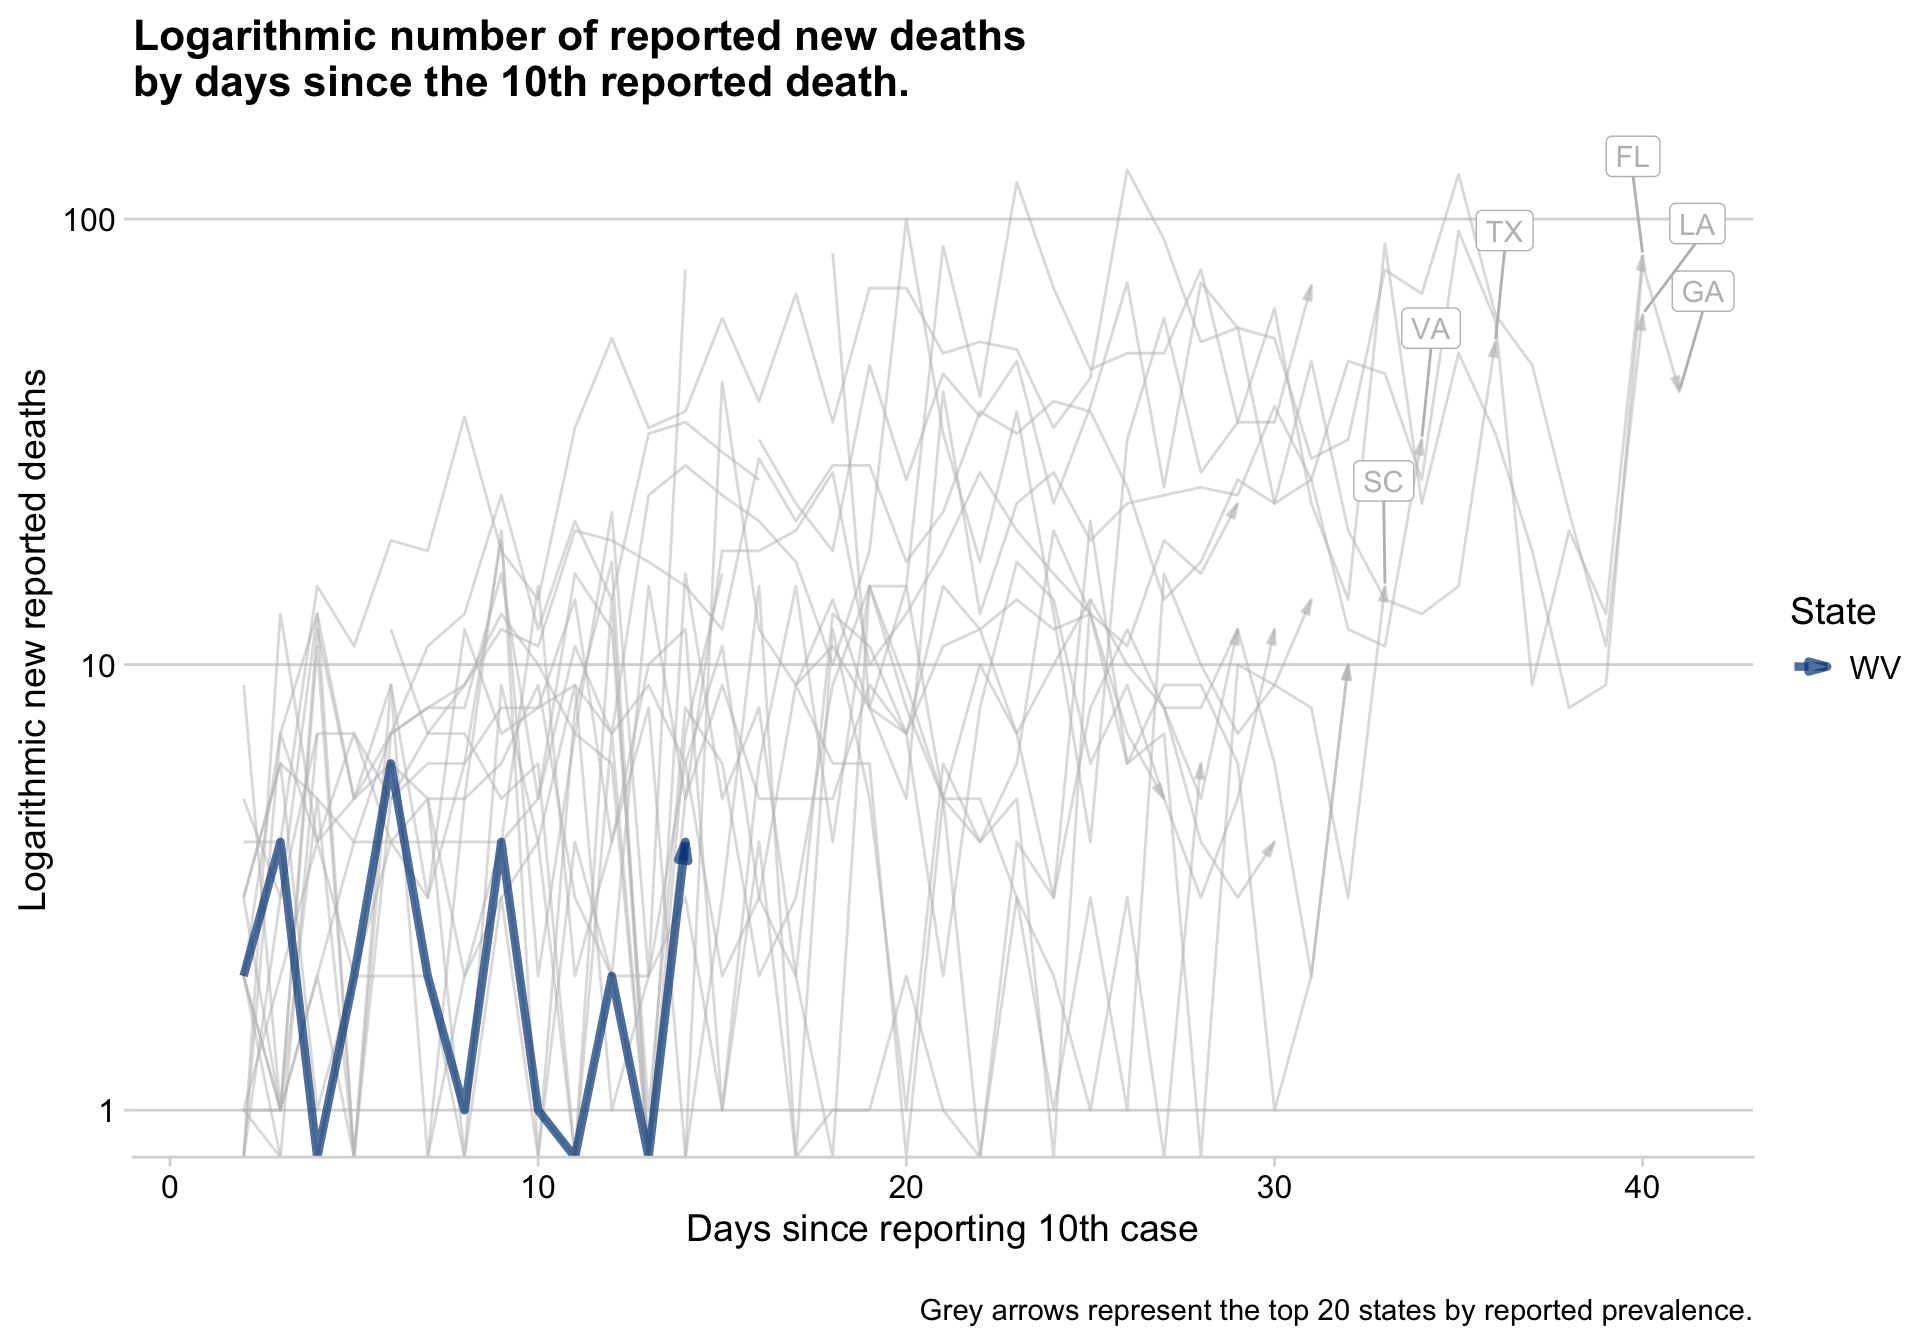 Logarithmic number of reported new deaths
by days since the 10th reported death.
FL
LA
TX
GA
VA
SC
100
10
1
Logarithmic new reported deaths
0 10 20 30 40
Days since reporting 10th case
State
WV
Grey arrows represent the top 20 states by reported prevalence.